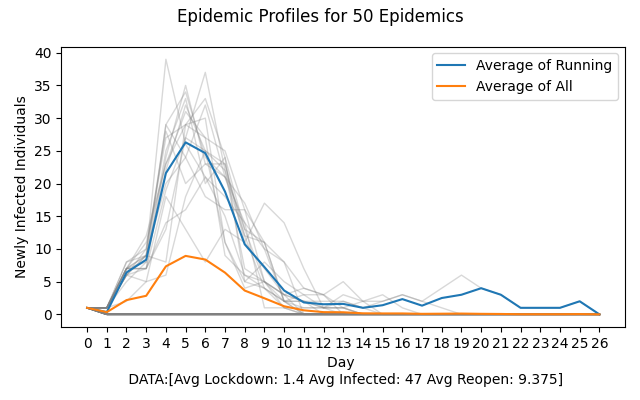 Epidemic Profiles for 50 Epidemics
40
35
30
25
20
15
10
5
0
Newly Infected Individuals
Average of Running
Average of All
0 1 2 3 4 5 6 7 8 9 10 11 12 13 14 15 16 17 18 19 20 21 22 23 24 25 26
Day
DATA:[Avg Lockdown: 1.4 Avg Infected: 47 Avg Reopen: 9.375]